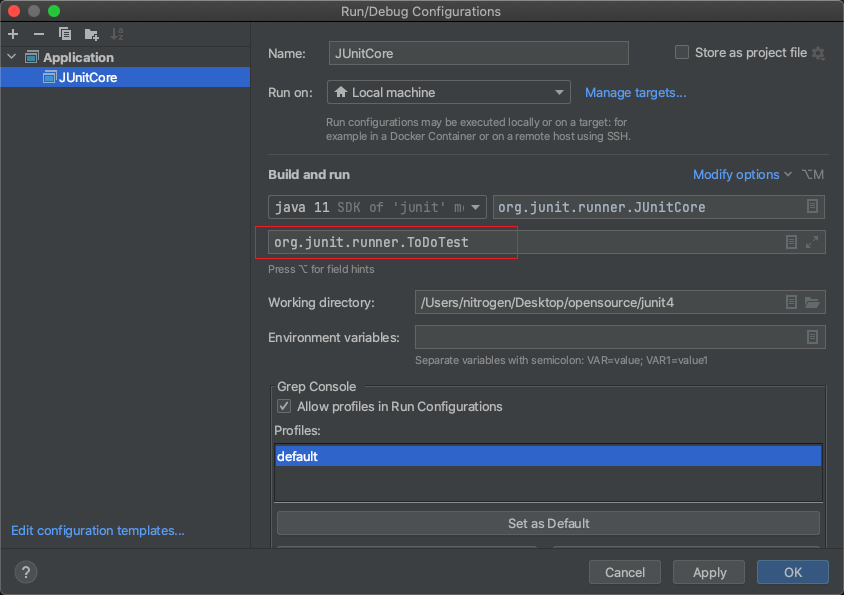 Run/Debug Configurations
Application
JUnitCore
Name: JUnitCore Store as project file
Run on: Local machine Manage targets...
Run configurations may be executed locally or on a target: for
example in a Docker Container or on a remote host using SSH.
Build and run Modify options ⌥M
java 11 SDK of 'junit' mo org.junit.runner.JUnitCore
org.junit.runner.ToDoTest
Press ⌥ for field hints
Working directory: /Users/nitrogen/Desktop/opensource/junit4
Environment variables:
Separate variables with semicolon: VAR=value; VAR1=value1
Grep Console
Allow profiles in Run Configurations
Profiles:
default
Set as Default
Edit configuration templates...
? Cancel Apply OK